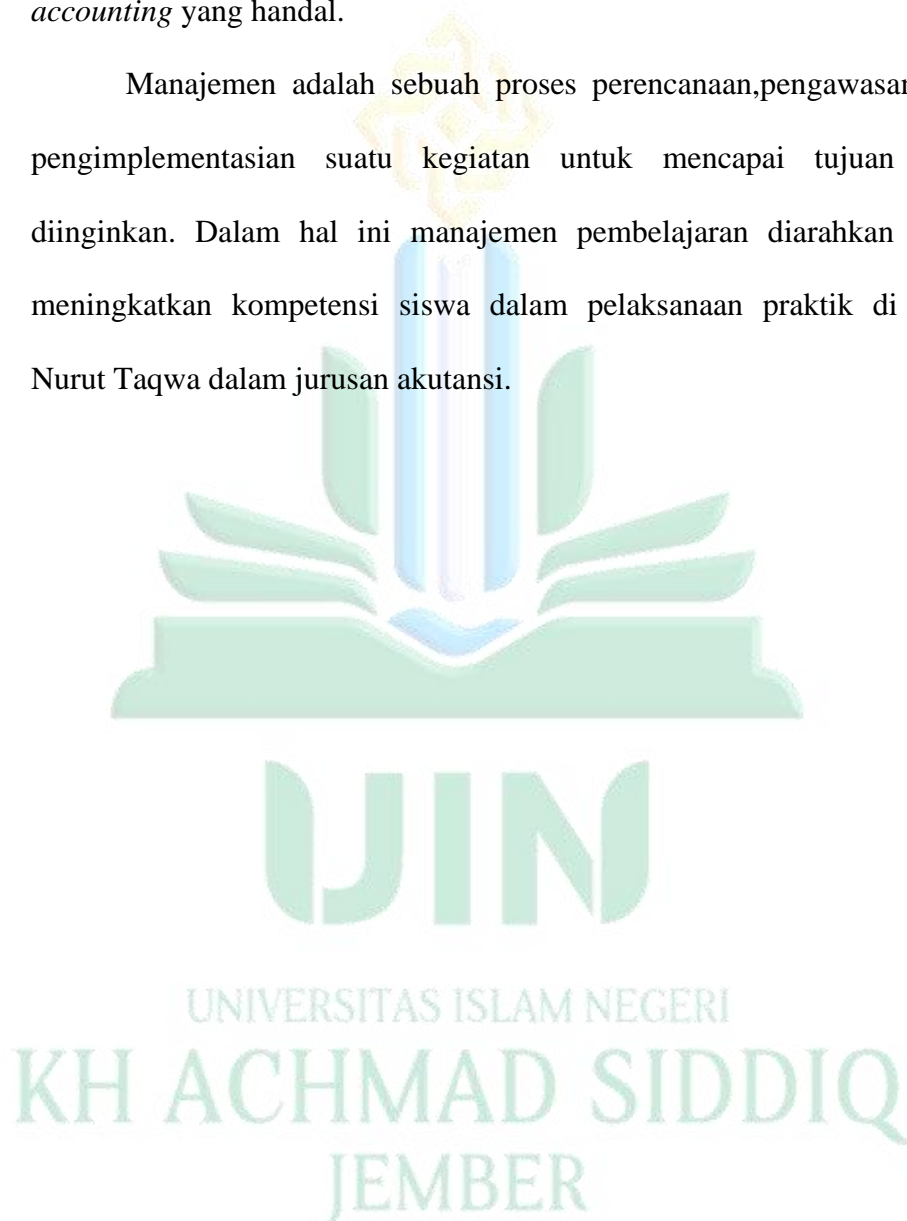 accounting yang handal.
Manajemen adalah sebuah proses perencanaan,pengawasan
pengimplementasian suatu kegiatan untuk mencapai tujuan
diinginkan. Dalam hal ini manajemen pembelajaran diarahkan
meningkatkan kompetensi siswa dalam pelaksanaan praktik di
Nurut Taqwa dalam jurusan akutansi.
UIN
UNIVERSITAS ISLAM NEGERI
KH ACHMAD SIDDIQ
JEMBER